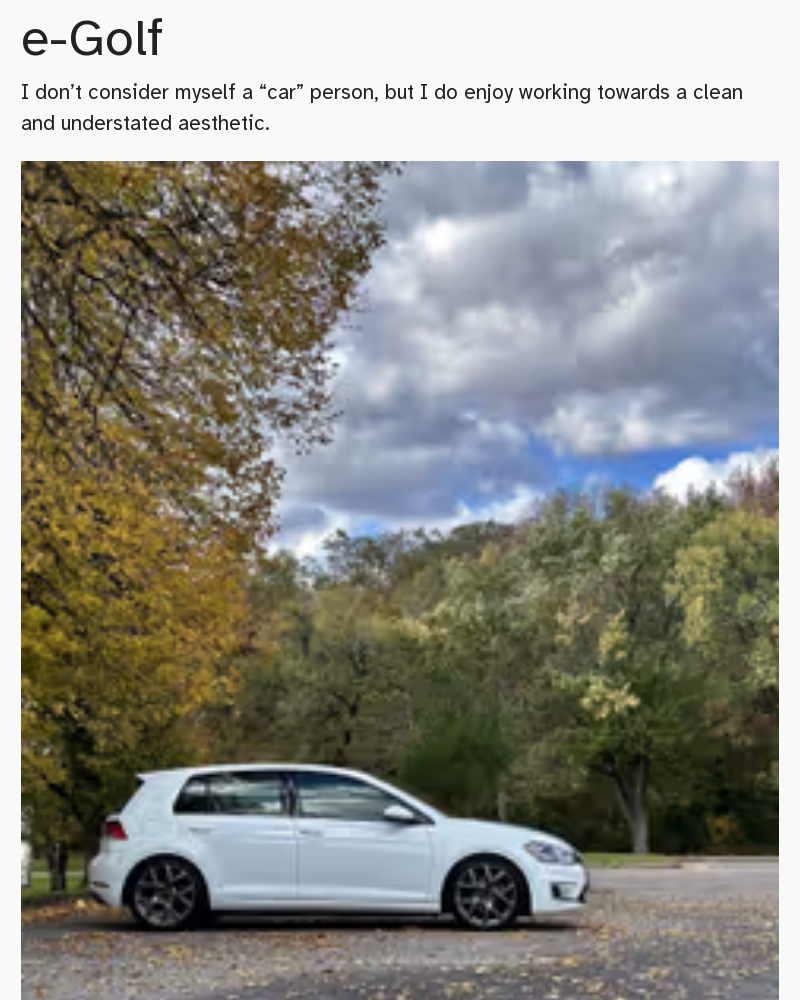 e-Golf
I don’t consider myself a “car” person, but I do enjoy working towards a clean
and understated aesthetic.